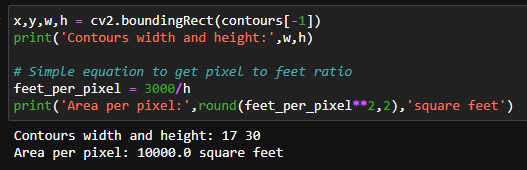 x,y,w,h = cv2.boundingRect(contours[-1])
print('Contours width and height:',w,h)
# Simple equation to get pixel to feet ratio
feet_per_pixel = 3000/h
print('Area per pixel:',round(feet_per_pixel**2,2),'square feet')
Contours width and height: 17 30
Area per pixel: 10000.0 square feet